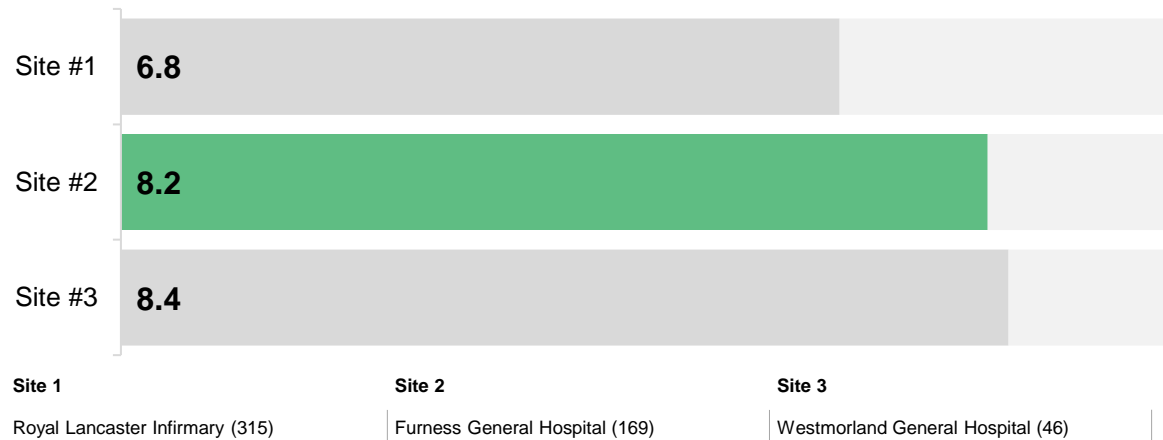 Site #1 6.8
Site #2 8.2
Site #3 8.4
Site 1 Site 2 Site 3
Royal Lancaster Infirmary (315) Furness General Hospital (169) Westmorland General Hospital (46)